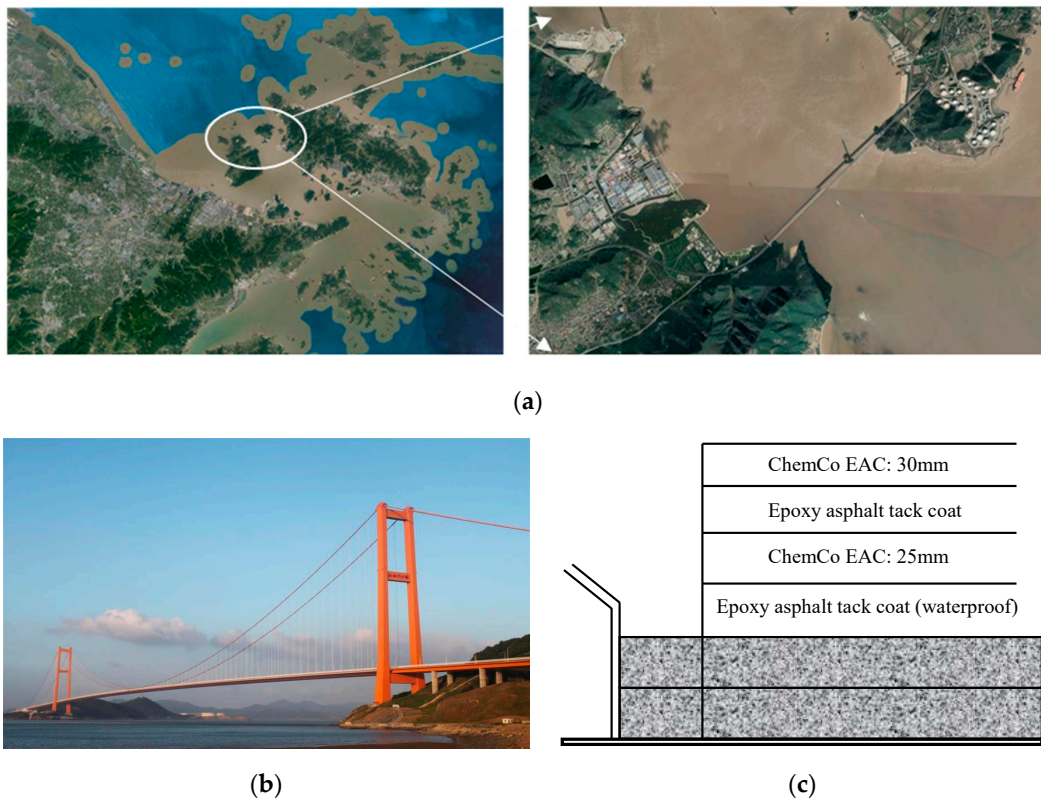 (a)
ChemCo EAC: 30mm
Epoxy asphalt tack coat
ChemCo EAC: 25mm
Epoxy asphalt tack coat (waterproof)
(b)
(c)